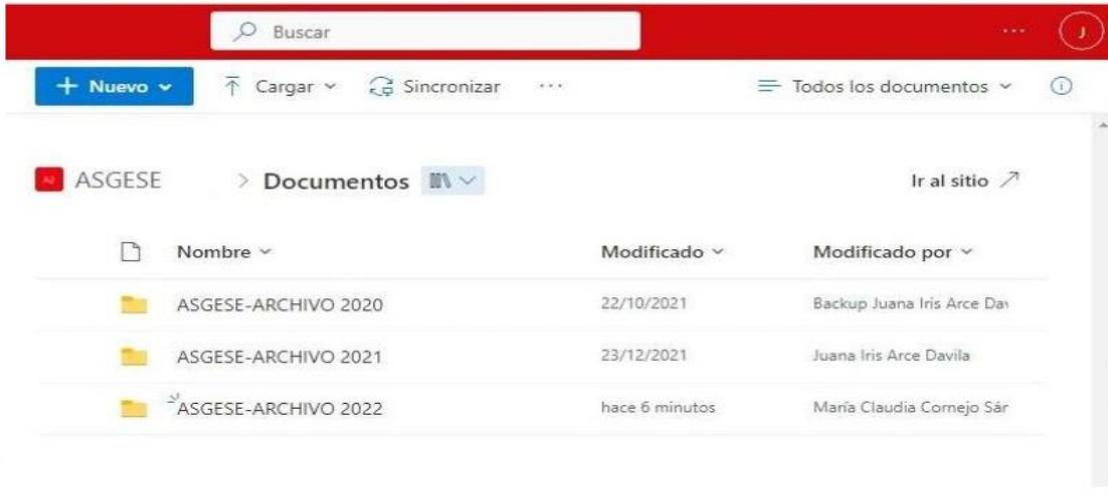 Buscar
J
+ Nuevo Cargar Sincronizar ... Todos los documentos
ASGESE > Documentos Ir al sitio
Nombre Modificado Modificado por
ASGESE-ARCHIVO 2020 22/10/2021 Backup Juana Iris Arce Dav
ASGESE-ARCHIVO 2021 23/12/2021 Juana Iris Arce Davila
ASGESE-ARCHIVO 2022 hace 6 minutos María Claudia Cornejo Sár